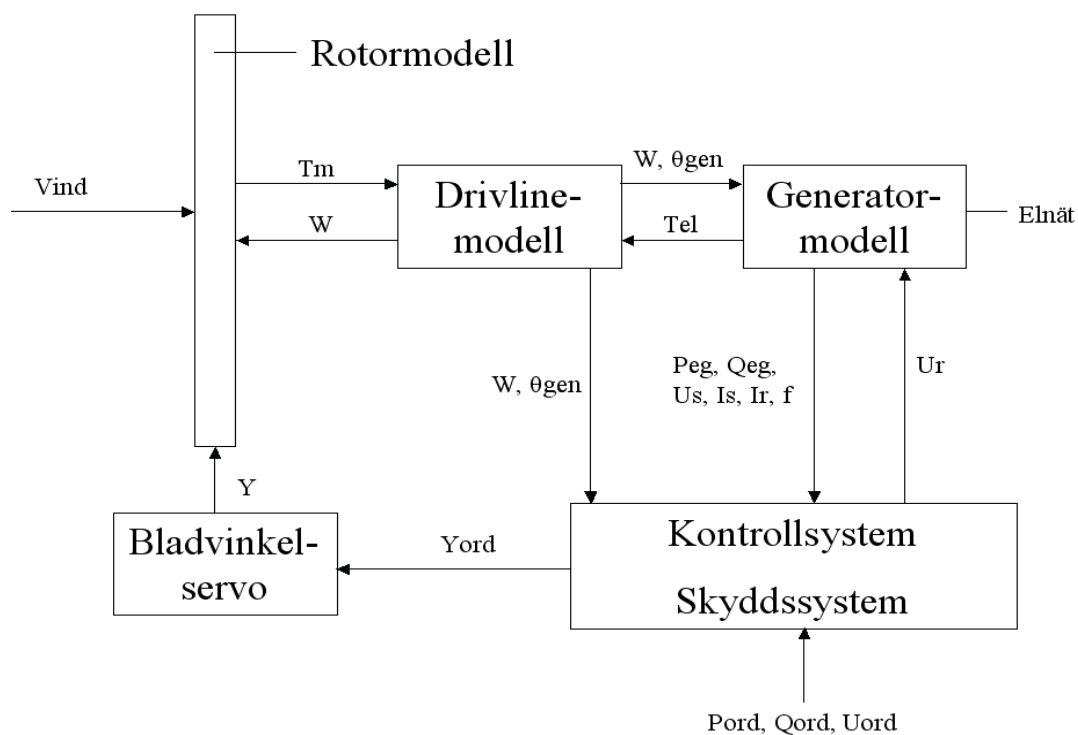 Rotormodell
Vind
Tm
W
Drivline-
modell
W, θgen
Tel
Generator-
modell
Elnät
W, θgen
Peg, Qeg,
Us, Is, Ir, f
Ur
Y
Bladvinkel-
servo
Yord
Kontrollsystem
Skyddssystem
Pord, Qord, Uord